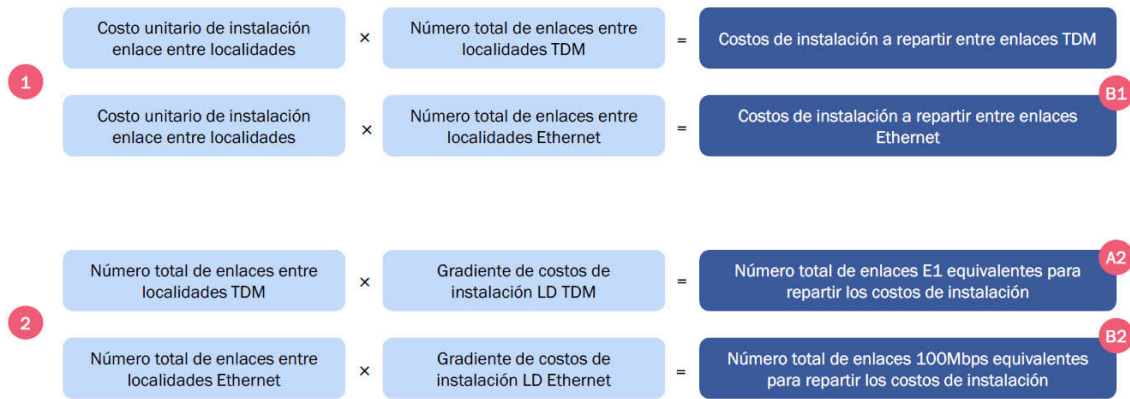 Costo unitario de instalación
enlace entre localidades
×
Número total de enlaces entre
localidades TDM
=
Costos de instalación a repartir entre enlaces TDM
1
B1
Costo unitario de instalación
enlace entre localidades
×
Número total de enlaces entre
localidades Ethernet
=
Costos de instalación a repartir entre enlaces
Ethernet
A2
Número total de enlaces entre
localidades TDM
×
Gradiente de costos de
instalación LD TDM
=
Número total de enlaces E1 equivalentes para
repartir los costos de instalación
2
B2
Número total de enlaces entre
localidades Ethernet
×
Gradiente de costos de
instalación LD Ethernet
=
Número total de enlaces 100Mbps equivalentes
para repartir los costos de instalación